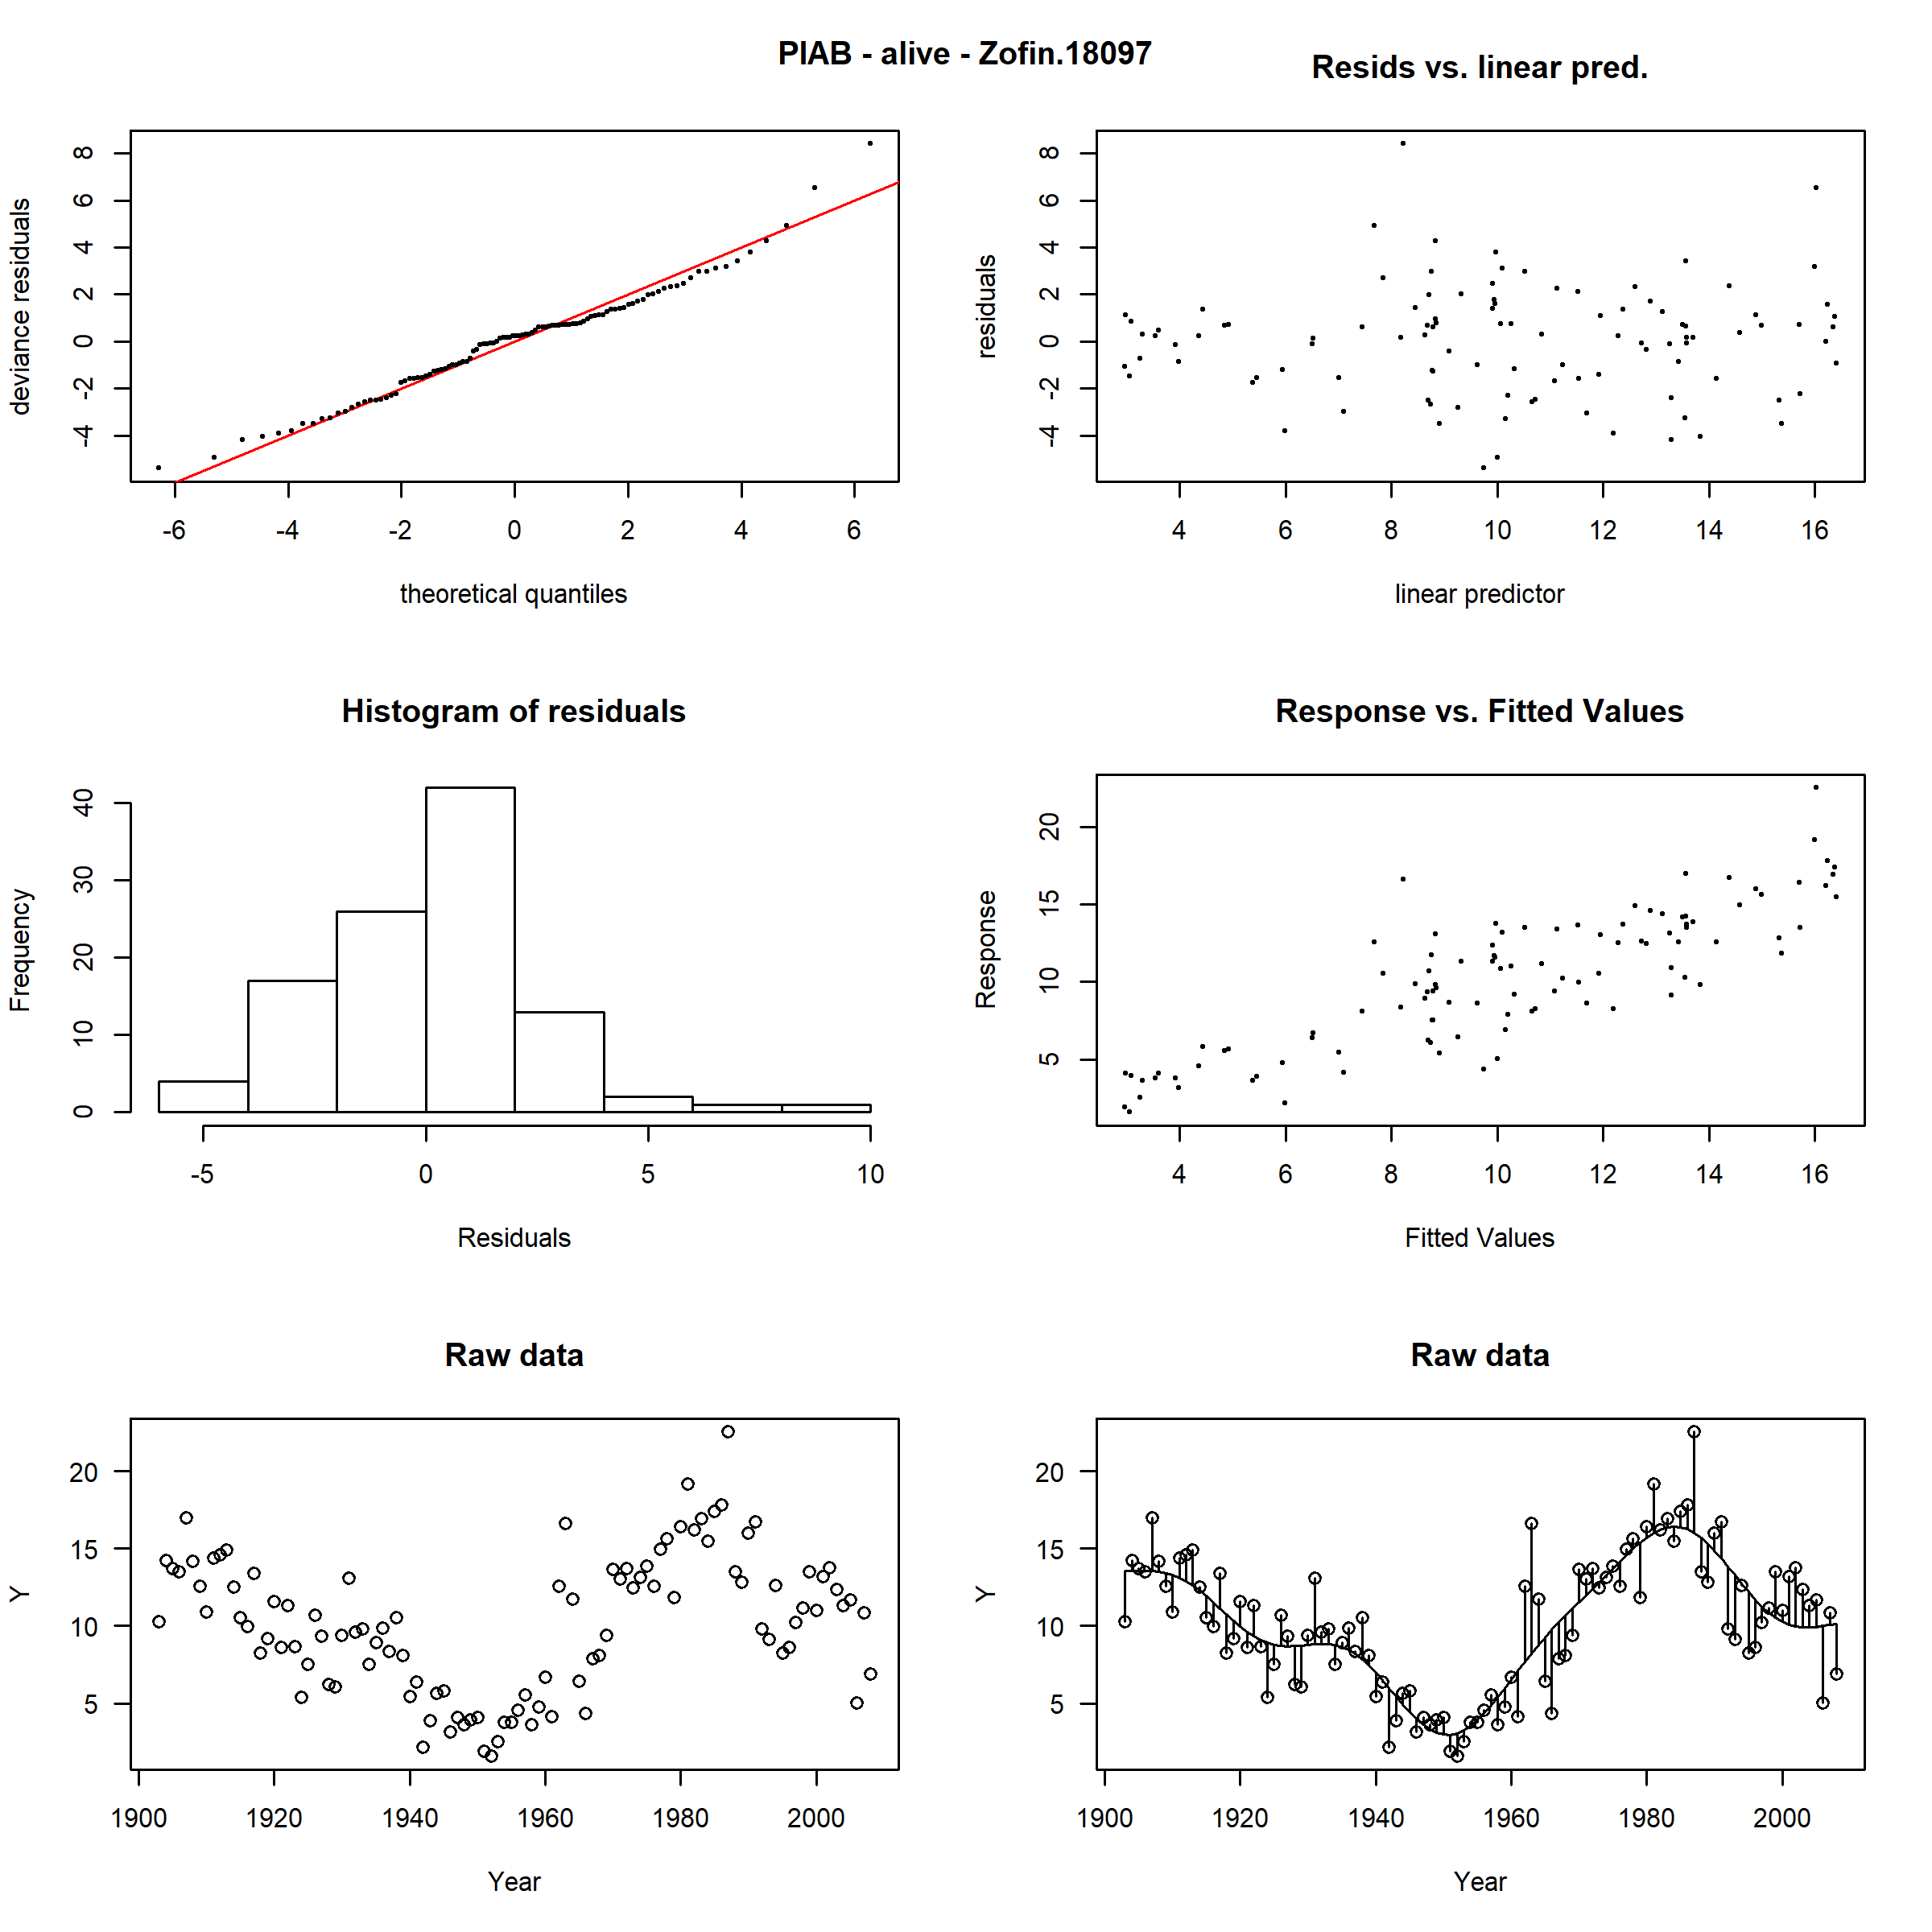 PIAB - alive - Zofin.18097
Resids vs. linear pred.
deviance residuals
-4 -2 0 2 4 6 8
-6 -4 -2 0 2 4 6
theoretical quantiles
residuals
-4 -2 0 2 4 6 8
4 6 8 10 12 14 16
linear predictor
Histogram of residuals
Frequency
0 10 20 30 40
-5 0 5 10
Residuals
Response vs. Fitted Values
Response
5 10 15 20
4 6 8 10 12 14 16
Fitted Values
Raw data
Y
20
15
10
5
1900 1920 1940 1960 1980 2000
Year
Raw data
Y
20
15
10
5
1900 1920 1940 1960 1980 2000
Year